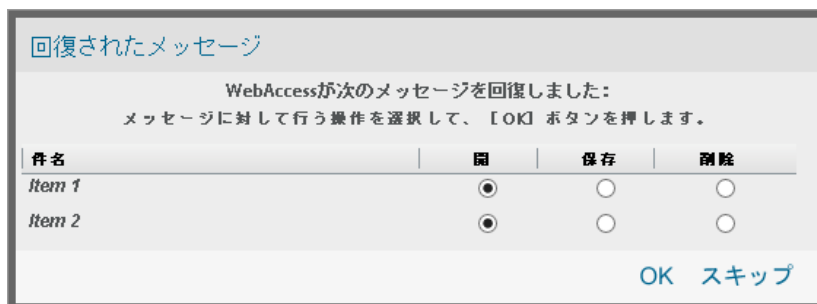 回復されたメッセージ
WebAccessが次のメッセージを回復しました:
メッセージに対して行う操作を選択して、［OK］ボタンを押します。
件名 開 保存 削除
Item 1
Item 2
OK スキップ